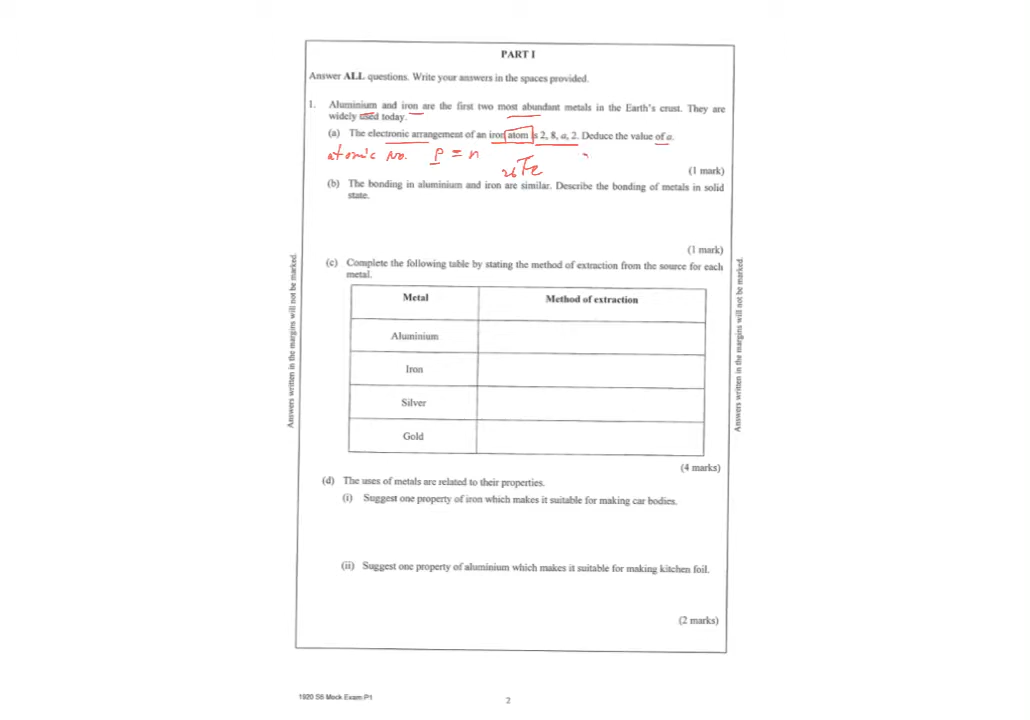 PART I
Answer ALL questions. Write your answers in the spaces provided.
1. Aluminium and iron are the first two most abundant metals in the Earth's crust. They are
widely used today.
(a) The electronic arrangement of an iron atom is 2, 8, a, 2. Deduce the value of a.
atomic No. P = n
26Fe
(1 mark)
(b) The bonding in aluminium and iron are similar. Describe the bonding of metals in solid
state.
(1 mark)
(c) Complete the following table by stating the method of extraction from the source for each
metal.
Metal Method of extraction
Aluminium
Iron
Silver
Gold
(4 marks)
(d) The uses of metals are related to their properties.
(i) Suggest one property of iron which makes it suitable for making car bodies.
(ii) Suggest one property of aluminium which makes it suitable for making kitchen foil.
(2 marks)
Answers written in the margins will not be marked.
Answers written in the margins will not be marked.
1920 S6 Mock Exam P1
2